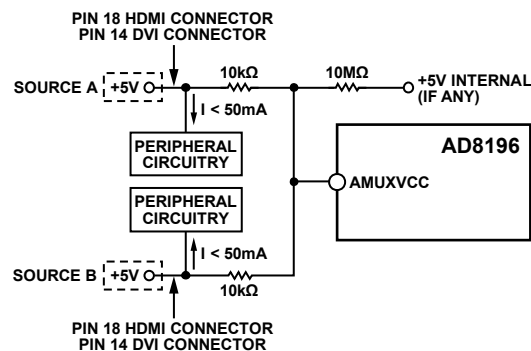 PIN 18 HDMI CONNECTOR
PIN 14 DVI CONNECTOR
SOURCE A
+5V
10kΩ
10MΩ
+5V INTERNAL
(IF ANY)
I < 50mA
PERIPHERAL
CIRCUITRY
AD8196
AMUXVCC
PERIPHERAL
CIRCUITRY
I < 50mA
SOURCE B
+5V
10kΩ
PIN 18 HDMI CONNECTOR
PIN 14 DVI CONNECTOR